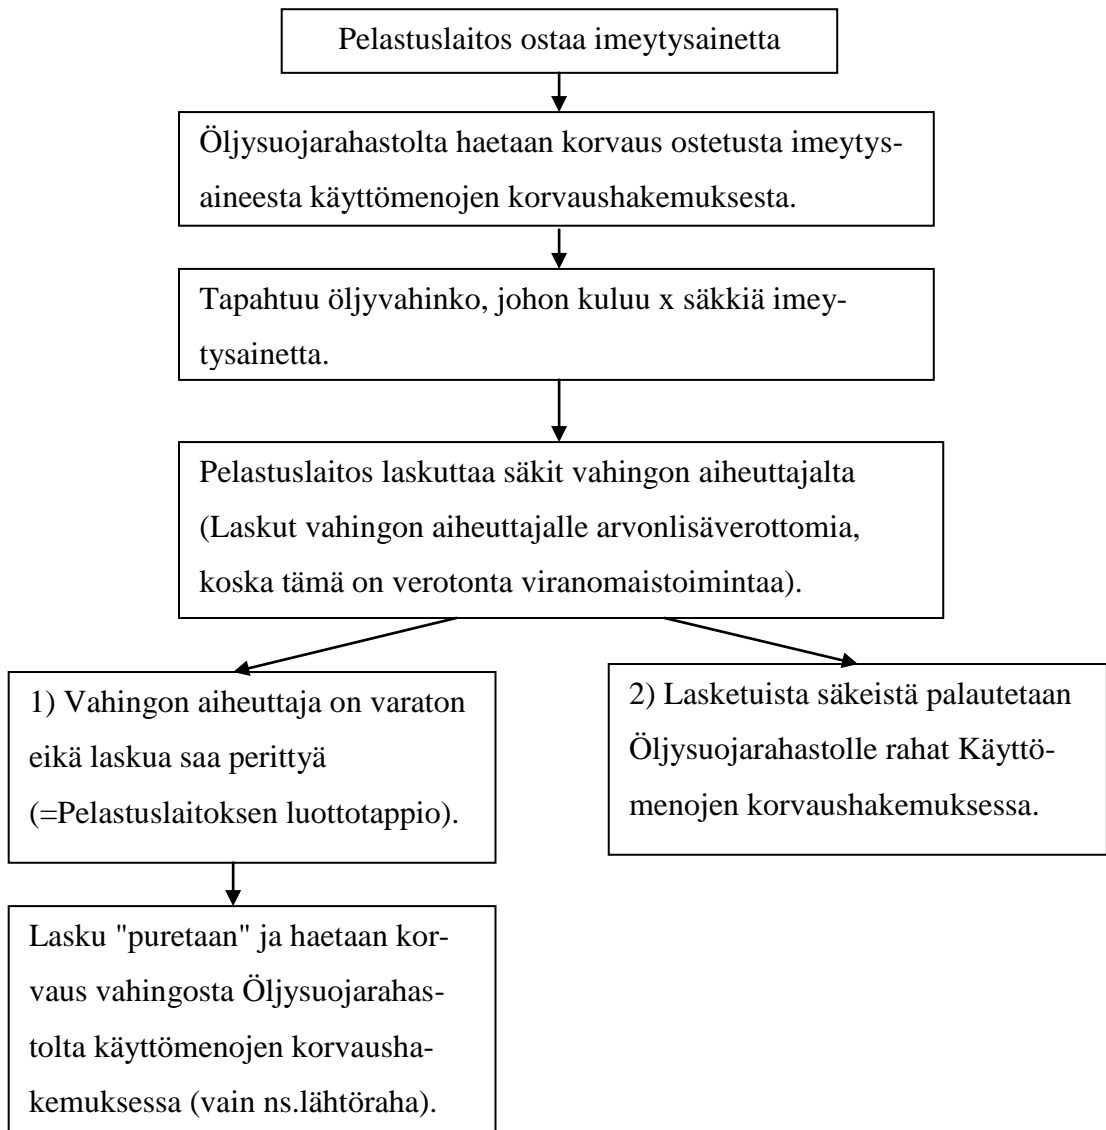 Pelastuslaitos ostaa imeytysainetta
Öljysuojarahastolta haetaan korvaus ostetusta imeytys-
aineesta käyttömenojen korvaushakemuksesta.
Tapahtuu öljyvahinko, johon kuluu x säkkiä imey-
tysainetta.
Pelastuslaitos laskuttaa säkit vahingon aiheuttajalta
(Laskut vahingon aiheuttajalle arvonlisäverottomia,
koska tämä on verotonta viranomaistoimintaa).
1) Vahingon aiheuttaja on varaton
eikä laskua saa perittyä
(=Pelastuslaitoksen luottotappio).
2) Lasketuista säkeistä palautetaan
Öljysuojarahastolle rahat Käyttö-
menojen korvaushakemuksessa.
Lasku "puretaan" ja haetaan kor-
vaus vahingosta Öljysuojarahas-
tolta käyttömenojen korvausha-
kemuksessa (vain ns.lähtöraha).